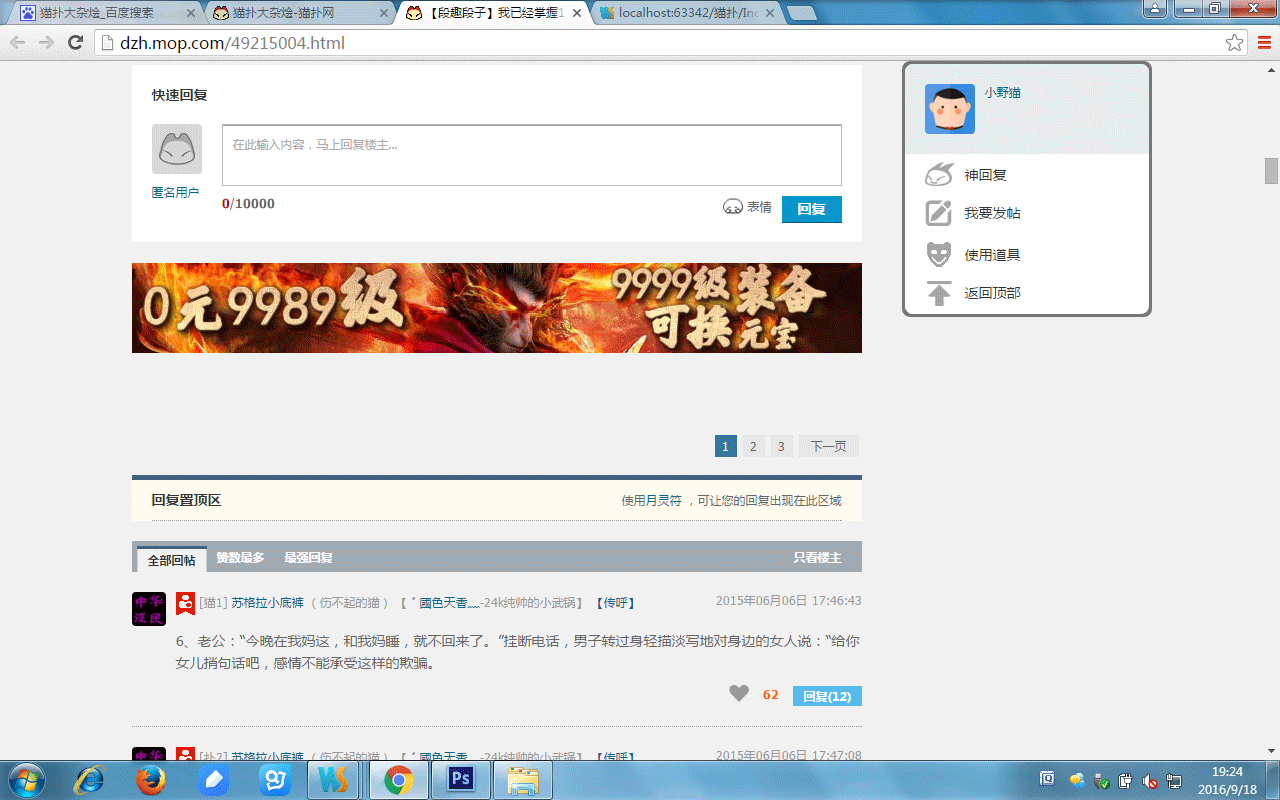 猫扑大杂烩_百度搜索
猫扑大杂烩-猫扑网
【段趣段子】我已经掌握1
localhost:63342/猫扑/Ind
dzh.mop.com/49215004.html
快速回复
在此输入内容，马上回复楼主...
匿名用户
0/10000
表情
回复
小野猫
神回复
我要发帖
使用道具
返回顶部
0元9989级
9999级装备
可换元宝
1 2 3 下一页
回复置顶区
使用月灵符 ，可让您的回复出现在此区域
全部回帖 赞数最多 最强回复 只看楼主
中华
汉民
[猫1] 苏格拉小底裤 （ 伤不起的猫 ） 【 ﾟ國色天香灬-24k纯帅的小武锅】 【传呼】 2015年06月06日 17:46:43
6、老公：“今晚在我妈这，和我妈睡，就不回来了。”挂断电话，男子转过身轻描淡写地对身边的女人说：“给你
女儿捎句话吧，感情不能承受这样的欺骗。
62
回复(12)
中华
[扑2] 苏格拉小底裤 （ 伤不起的猫 ） 【 ﾟ國色天香灬-24k纯帅的小武锅】 【传呼】 2015年06月06日 17:47:08
WS
Ps
19:24
2016/9/18